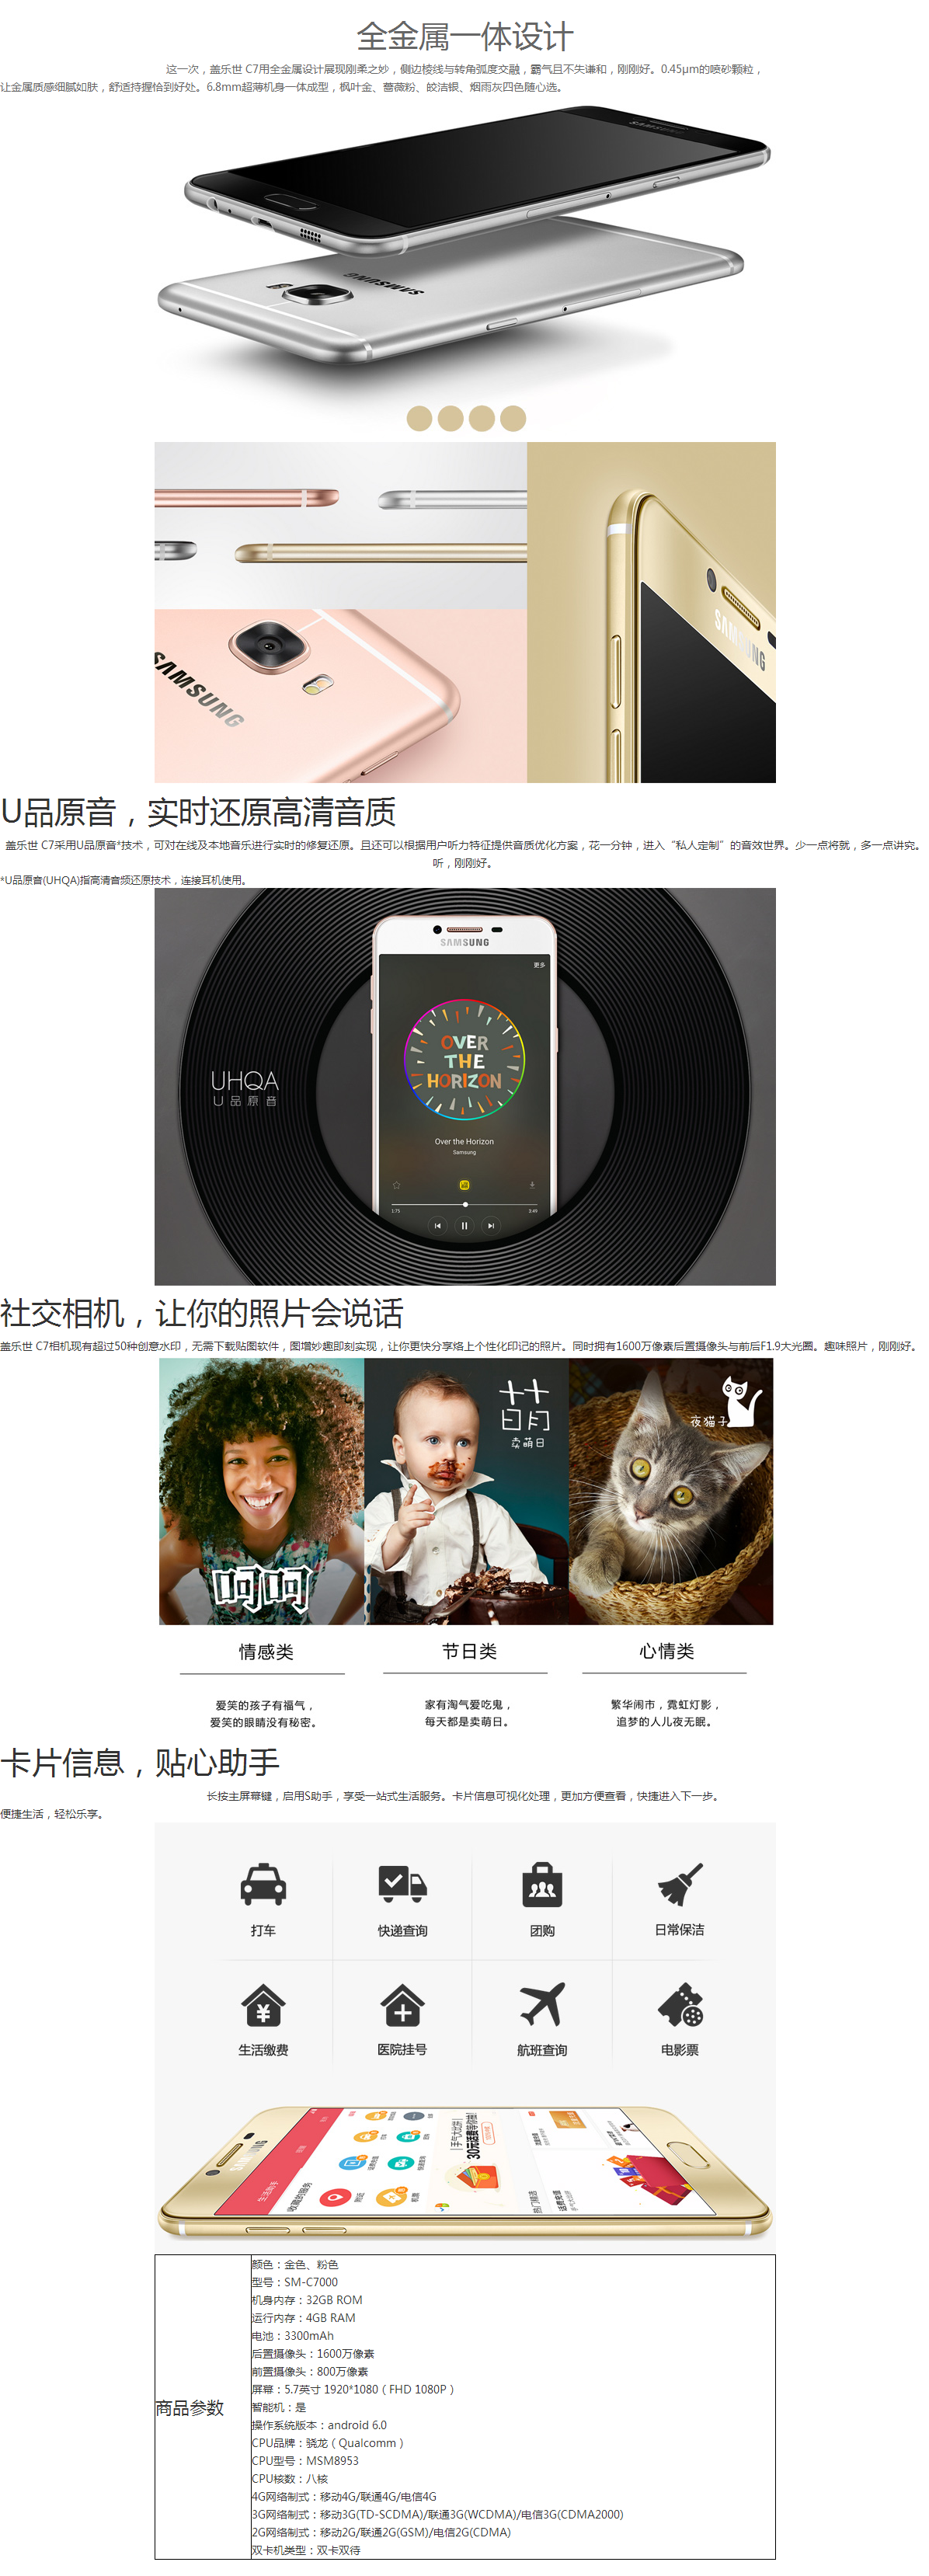 全金属一体设计
这一次，盖乐世 C7用全金属设计展现刚柔之妙，侧边棱线与转角弧度交融，霸气且不失谦和，刚刚好。0.45μm的喷砂颗粒，
让金属质感细腻如肤，舒适持握恰到好处。6.8mm超薄机身一体成型，枫叶金、蔷薇粉、皎洁银、烟雨灰四色随心选。
SAMSUNG
SAMSUNG
SAMSUNG
SAMSUNG
U品原音，实时还原高清音质
盖乐世 C7采用U品原音*技术，可对在线及本地音乐进行实时的修复还原。且还可以根据用户听力特征提供音质优化方案，花一分钟，进入“私人定制”的音效世界。少一点将就，多一点讲究。
听，刚刚好。
*U品原音(UHQA)指高清音频还原技术，连接耳机使用。
SAMSUNG
更多
OVER
THE
HORIZON
UHQA
U品原音
Over the Horizon
Samsung
1:75
3:49
社交相机，让你的照片会说话
盖乐世 C7相机现有超过50种创意水印，无需下载贴图软件，图增妙趣即刻实现，让你更快分享烙上个性化印记的照片。同时拥有1600万像素后置摄像头与前后F1.9大光圈。趣味照片，刚刚好。
呵呵
卖萌日
夜猫子
情感类
节日类
心情类
爱笑的孩子有福气，
爱笑的眼睛没有秘密。
家有淘气爱吃鬼，
每天都是卖萌日。
繁华闹市，霓虹灯影，
追梦的人儿夜无眠。
卡片信息，贴心助手
长按主屏幕键，启用S助手，享受一站式生活服务。卡片信息可视化处理，更加方便查看，快捷进入下一步。
便捷生活，轻松乐享。
打车
快递查询
团购
日常保洁
生活缴费
医院挂号
航班查询
电影票
SAMSUNG
生活助手
收藏的服务
商品参数
颜色：金色、粉色
型号：SM-C7000
机身内存：32GB ROM
运行内存：4GB RAM
电池：3300mAh
后置摄像头：1600万像素
前置摄像头：800万像素
屏幕：5.7英寸 1920*1080（FHD 1080P）
智能机：是
操作系统版本：android 6.0
CPU品牌：骁龙（Qualcomm）
CPU型号：MSM8953
CPU核数：八核
4G网络制式：移动4G/联通4G/电信4G
3G网络制式：移动3G(TD-SCDMA)/联通3G(WCDMA)/电信3G(CDMA2000)
2G网络制式：移动2G/联通2G(GSM)/电信2G(CDMA)
双卡机类型：双卡双待